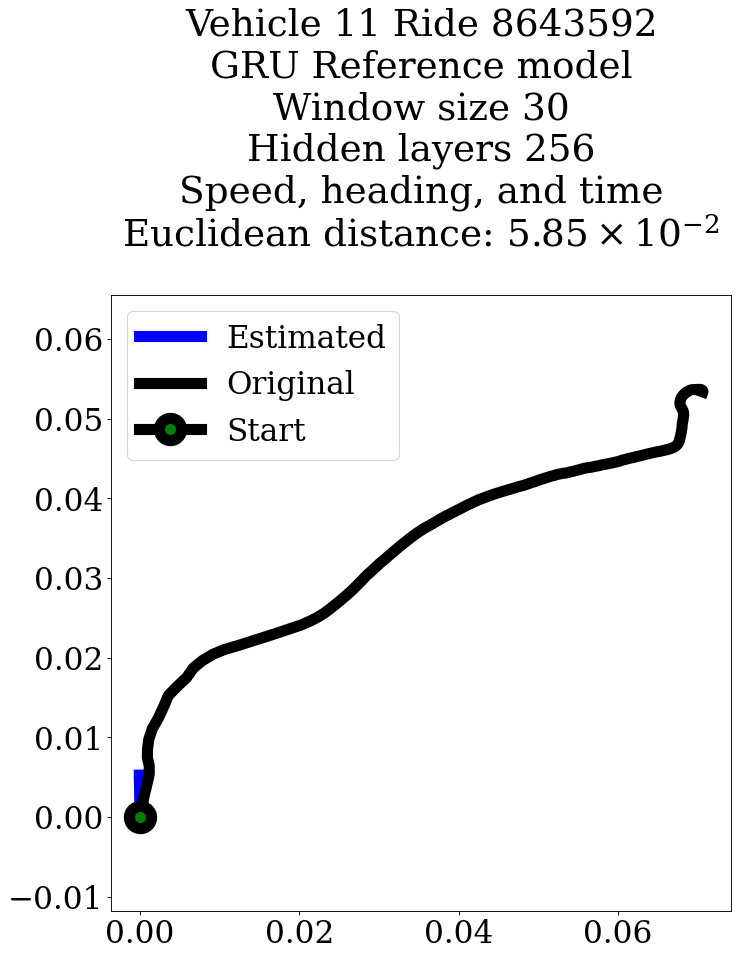 Vehicle 11 Ride 8643592
GRU Reference model
Window size 30
Hidden layers 256
Speed, heading, and time
Euclidean distance: 5.85 × 10⁻²
Estimated
Original
Start
0.06
0.05
0.04
0.03
0.02
0.01
0.00
−0.01
0.00 0.02 0.04 0.06